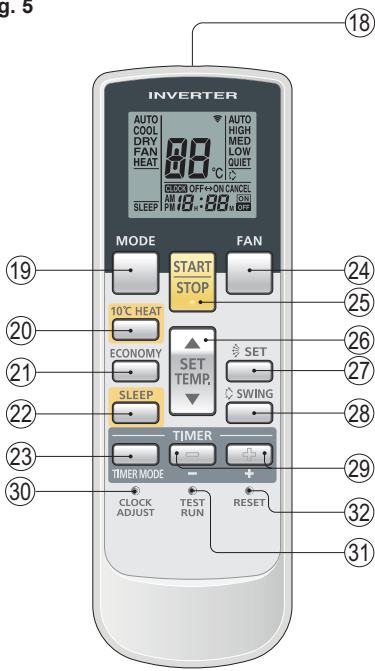 g. 5
18
INVERTER
AUTO
COOL
DRY
FAN
HEAT
SLEEP
88
°C
AUTO
HIGH
MED
LOW
QUIET
CLOCK OFF↔ON CANCEL
AM
PM 18H:88M ON
OFF
MODE
FAN
START
STOP
19
24
25
10°C HEAT
20
26
ECONOMY
21
SET
TEMP.
SET
27
SLEEP
22
SWING
28
TIMER
23
TIMER MODE
–
+
29
30
CLOCK
ADJUST
TEST
RUN
RESET
32
31